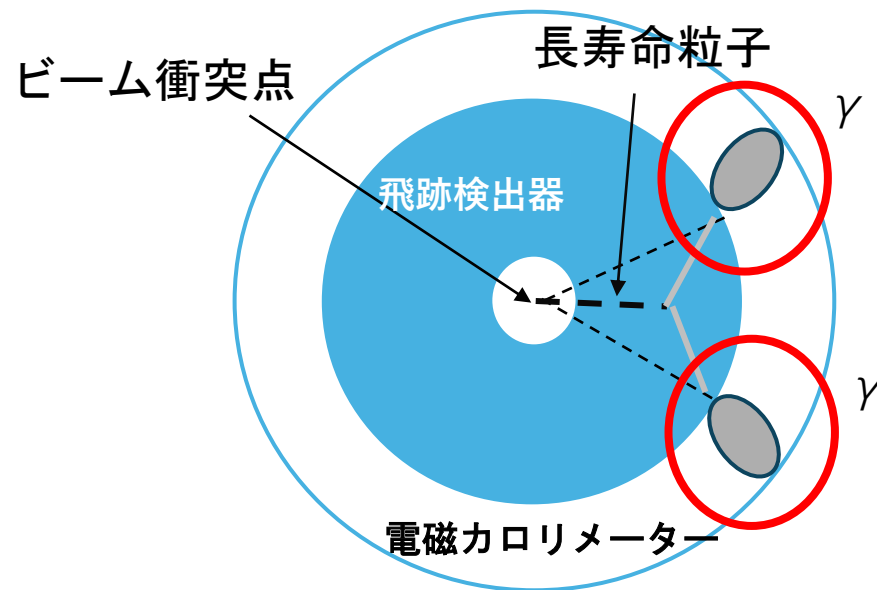 長寿命粒子
ビーム衝突点
γ
飛跡検出器
γ
電磁カロリメーター